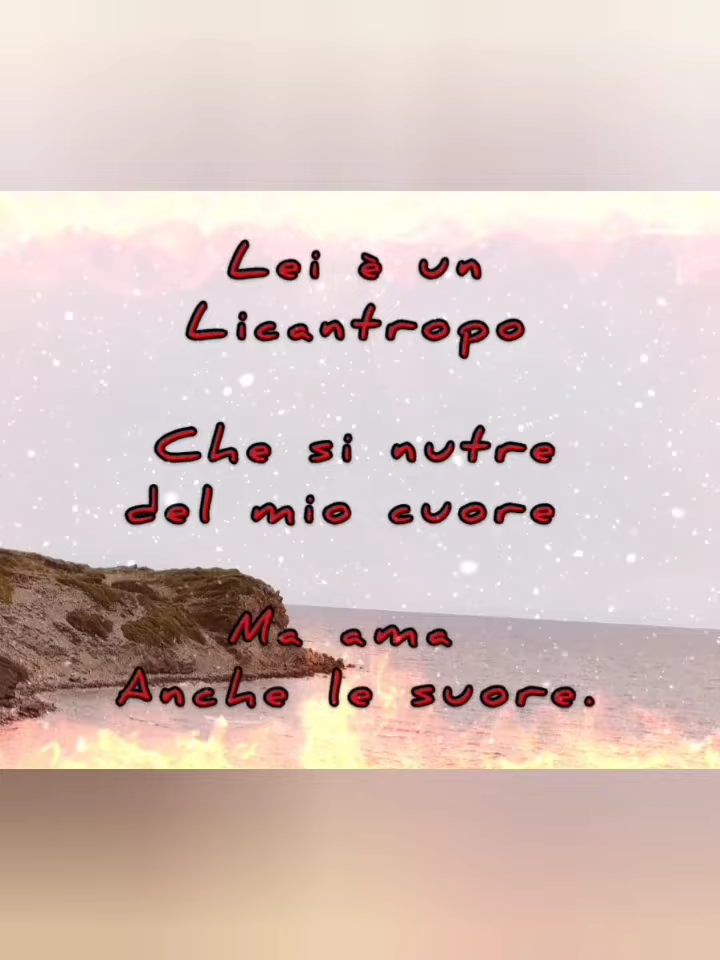 Lei è un
Licantropo
Che si nutre
del mio cuore
Ma ama
Anche le suore.